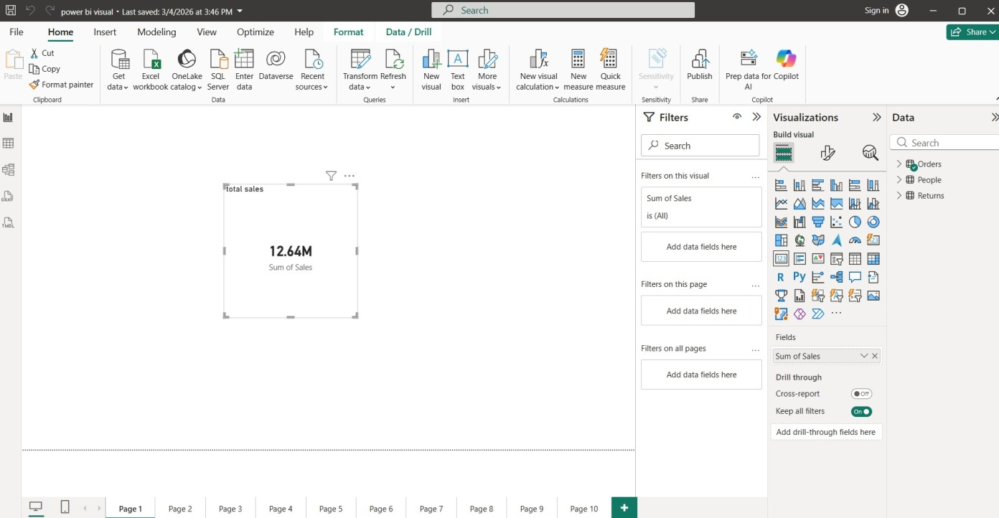 power bi visual • Last saved: 3/4/2026 at 3:46 PM
Search
Sign in
File Home Insert Modeling View Optimize Help Format Data / Drill
Share
Paste
Cut
Copy
Format painter
Clipboard
Get data
Excel workbook
OneLake catalog
SQL Server
Enter data
Dataverse
Recent sources
Data
Transform data
Refresh
Queries
New visual
Text box
More visuals
Insert
New visual calculation
New measure
Quick measure
Calculations
Sensitivity
Sensitivity
Publish
Share
Prep data for AI
Copilot
Copilot
DAX
TMDL
total sales
12.64M
Sum of Sales
Filters
Search
Filters on this visual
...
Sum of Sales
is (All)
Add data fields here
Filters on this page
...
Add data fields here
Filters on all pages
...
Add data fields here
Visualizations
Build visual
123
123
R
Py
...
Fields
Sum of Sales
Drill through
Cross-report
Off
Keep all filters
On
Add drill-through fields here
Data
Search
Orders
People
Returns
Page 1 Page 2 Page 3 Page 4 Page 5 Page 6 Page 7 Page 8 Page 9 Page 10
+